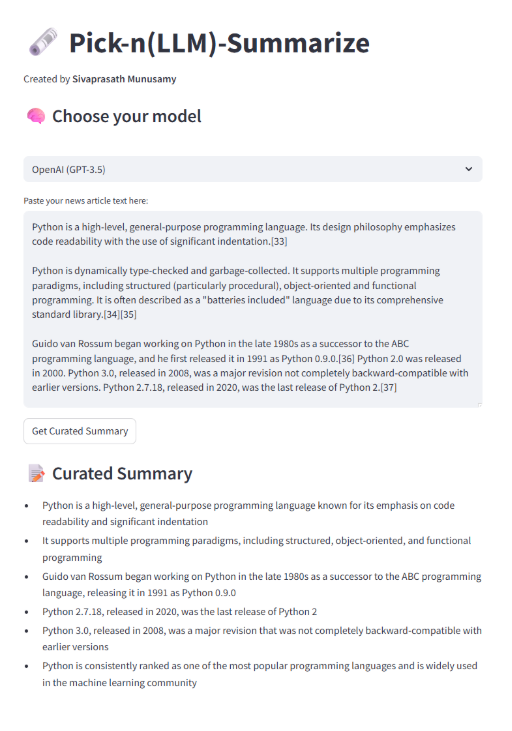 Pick-n(LLM)-Summarize
Created by Sivaprasath Munusamy
Choose your model
OpenAI (GPT-3.5)
Paste your news article text here:
Python is a high-level, general-purpose programming language. Its design philosophy emphasizes
code readability with the use of significant indentation.[33]
Python is dynamically type-checked and garbage-collected. It supports multiple programming
paradigms, including structured (particularly procedural), object-oriented and functional
programming. It is often described as a "batteries included" language due to its comprehensive
standard library.[34][35]
Guido van Rossum began working on Python in the late 1980s as a successor to the ABC
programming language, and he first released it in 1991 as Python 0.9.0.[36] Python 2.0 was released
in 2000. Python 3.0, released in 2008, was a major revision not completely backward-compatible with
earlier versions. Python 2.7.18, released in 2020, was the last release of Python 2.[37]
Get Curated Summary
Curated Summary
• Python is a high-level, general-purpose programming language known for its emphasis on code
readability and significant indentation
• It supports multiple programming paradigms, including structured, object-oriented, and functional
programming
• Guido van Rossum began working on Python in the late 1980s as a successor to the ABC programming
language, releasing it in 1991 as Python 0.9.0
• Python 2.7.18, released in 2020, was the last release of Python 2
• Python 3.0, released in 2008, was a major revision that was not completely backward-compatible with
earlier versions
• Python is consistently ranked as one of the most popular programming languages and is widely used
in the machine learning community